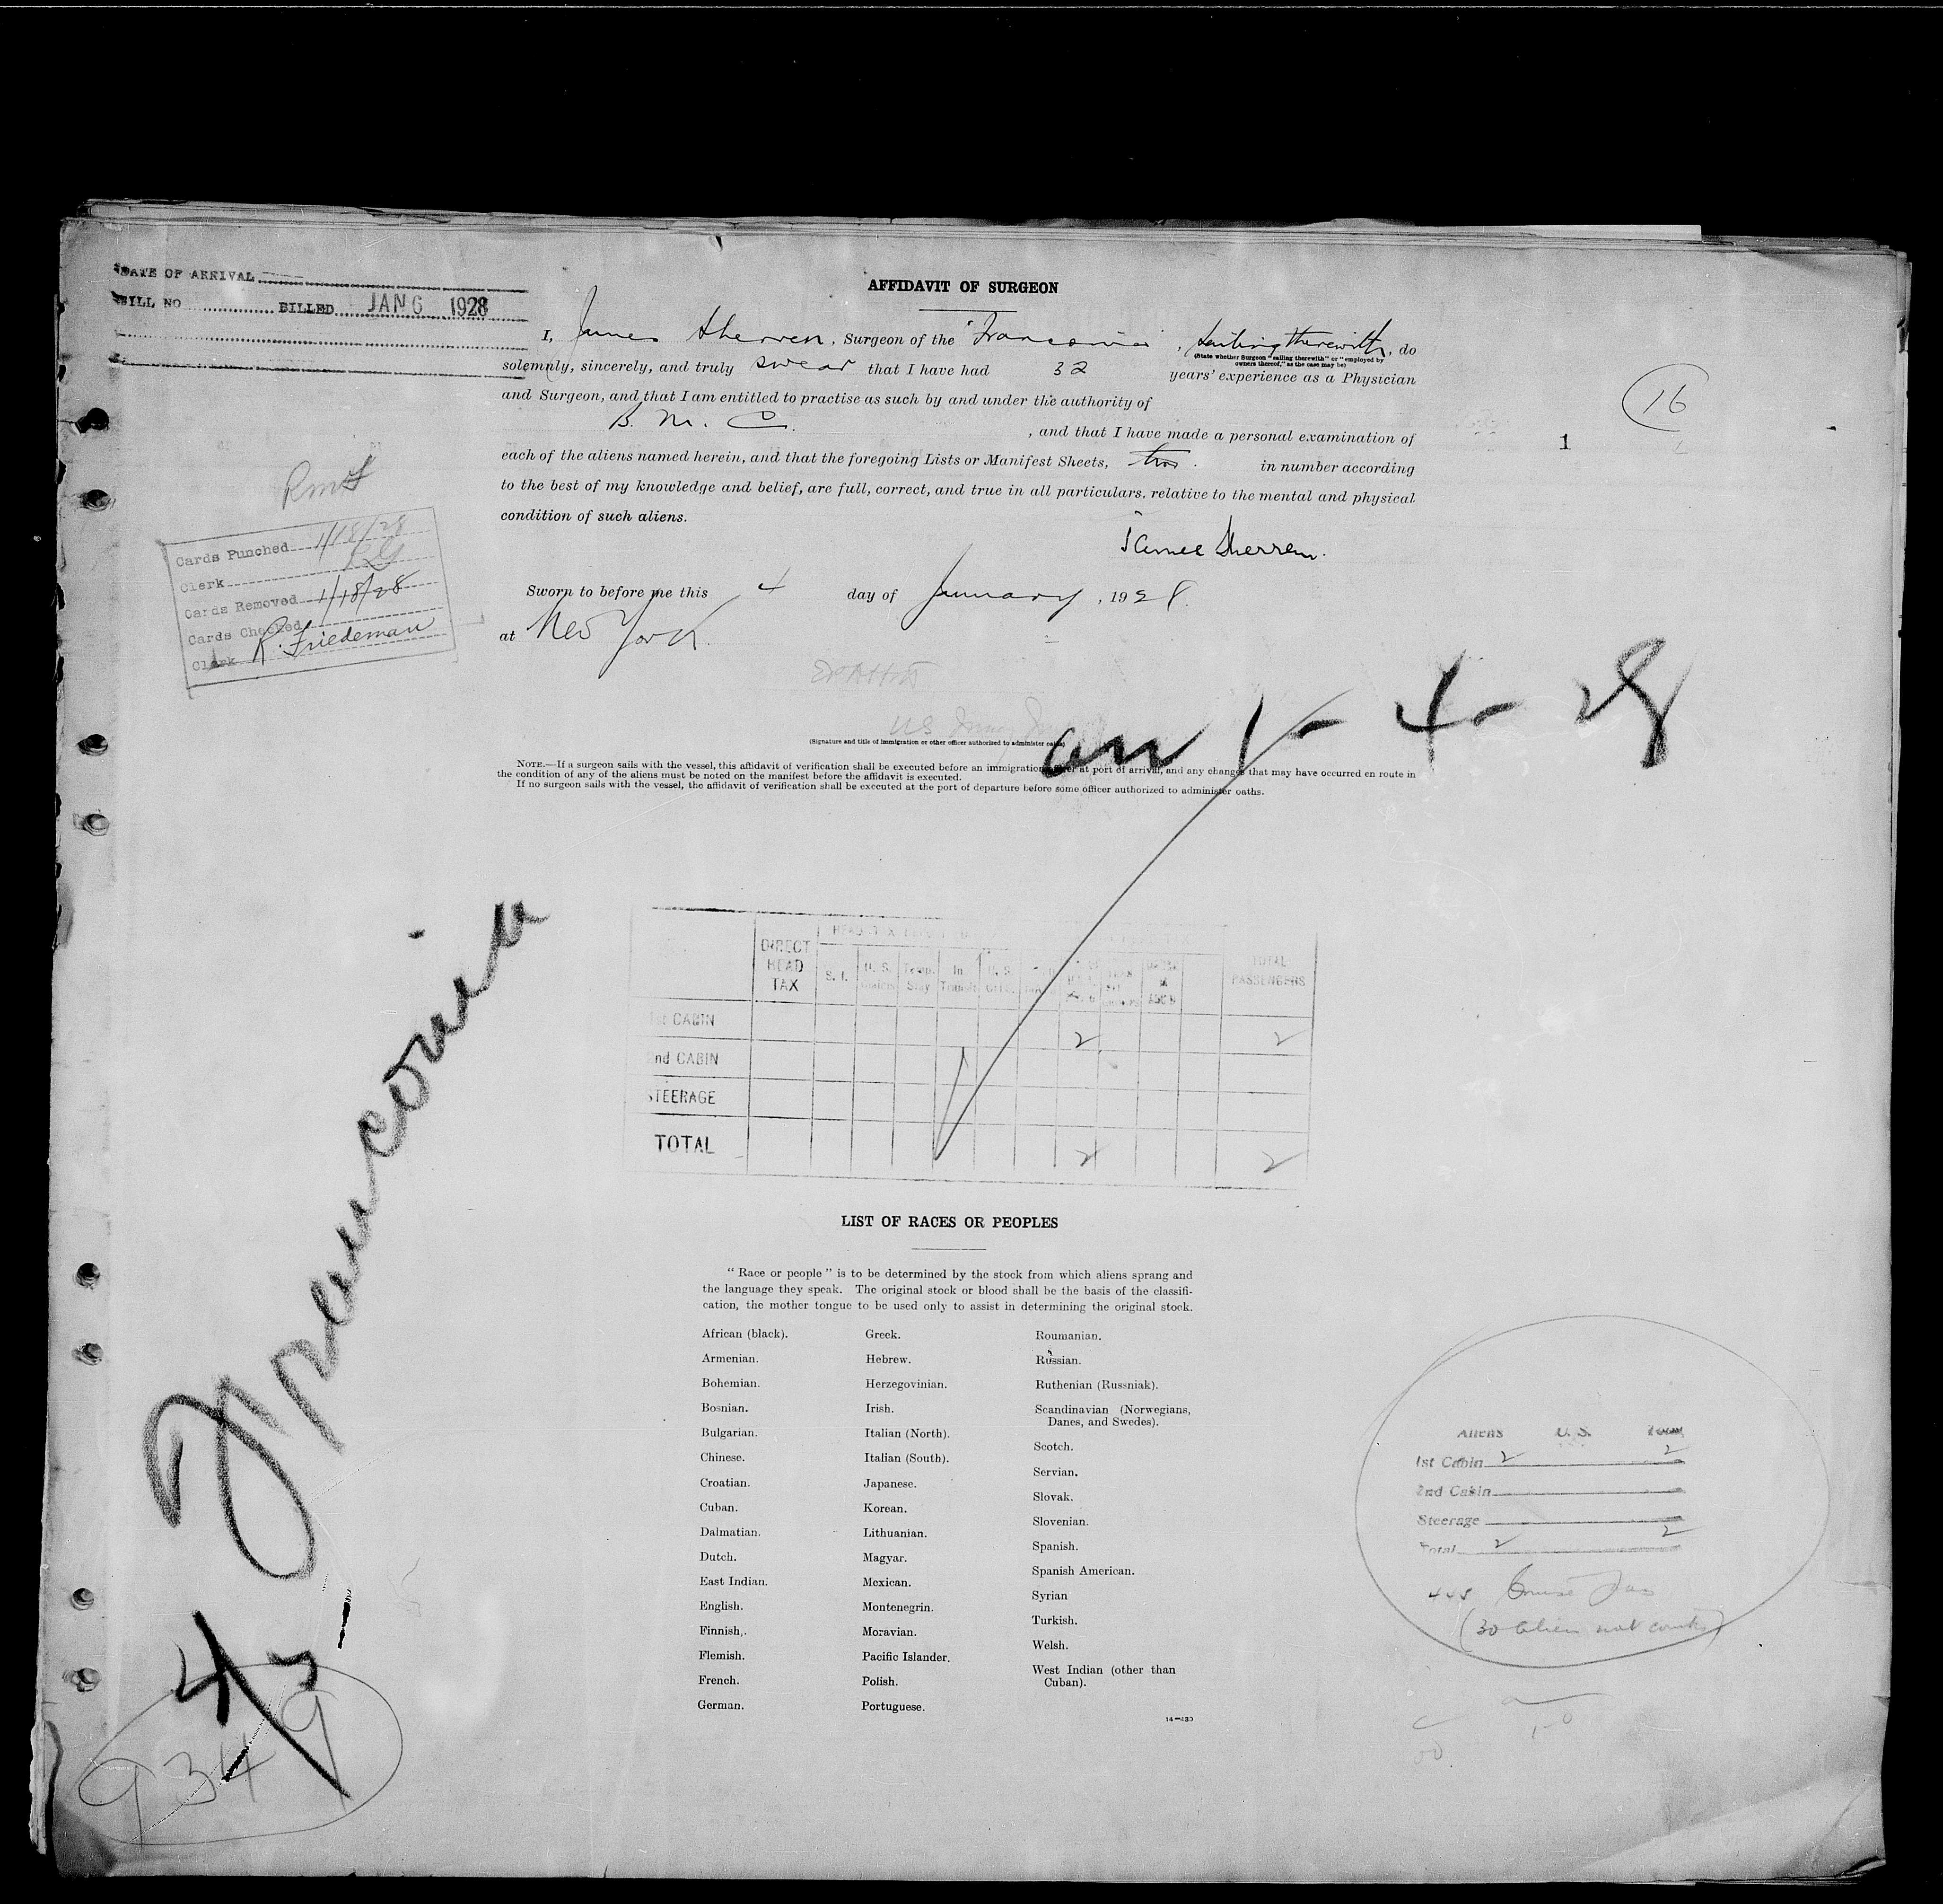 DATE OF ARRIVAL
BILL NO. BILLED JAN 6 1928
AFFIDAVIT OF SURGEON
I, James Sherren, Surgeon of the "Franconia", sailing therewith, do
(State whether Surgeon "sailing therewith" or "employed by
owners thereof," as the case may be)
solemnly, sincerely, and truly swear that I have had 32 years' experience as a Physician
and Surgeon, and that I am entitled to practise as such by and under the authority of
B. M. C. , and that I have made a personal examination of
each of the aliens named herein, and that the foregoing Lists or Manifest Sheets, two. in number according
to the best of my knowledge and belief, are full, correct, and true in all particulars, relative to the mental and physical
condition of such aliens.
James Sherren.
Sworn to before me this 4 day of January, 1928.
at New York.
16
1
Cards Punched 1/18/28
Clerk
Cards Removed 1/18/28
Cards Checked
Clerk R. Friedeman
(Signature and title of immigration or other officer authorized to administer oaths)
arr 1-4-28
NOTE.—If a surgeon sails with the vessel, this affidavit of verification shall be executed before an immigration officer at port of arrival, and any changes that may have occurred en route in
the condition of any of the aliens must be noted on the manifest before the affidavit is executed.
If no surgeon sails with the vessel, the affidavit of verification shall be executed at the port of departure before some officer authorized to administer oaths.
Franconia
DIRECT HEAD TAX
S. I.
U. S.
Temp. Stay
In Transit
TOTAL PASSENGERS
1st CABIN 2 2
2nd CABIN
STEERAGE
TOTAL 2 2
LIST OF RACES OR PEOPLES
"Race or people" is to be determined by the stock from which aliens sprang and
the language they speak. The original stock or blood shall be the basis of the classifi-
cation, the mother tongue to be used only to assist in determining the original stock.
African (black).
Armenian.
Bohemian.
Bosnian.
Bulgarian.
Chinese.
Croatian.
Cuban.
Dalmatian.
Dutch.
East Indian.
English.
Finnish.
Flemish.
French.
German.
Greek.
Hebrew.
Herzegovinian.
Irish.
Italian (North).
Italian (South).
Japanese.
Korean.
Lithuanian.
Magyar.
Mexican.
Montenegrin.
Moravian.
Pacific Islander.
Polish.
Portuguese.
Roumanian.
Russian.
Ruthenian (Russniak).
Scandinavian (Norwegians,
Danes, and Swedes).
Scotch.
Servian.
Slovak.
Slovenian.
Spanish.
Spanish American.
Syrian
Turkish.
Welsh.
West Indian (other than
Cuban).
14—430
Aliens U. S. Total
1st Cabin 2 2
2nd Cabin
Steerage
Total 2 2
445 Cruise
(30 alien not
9349